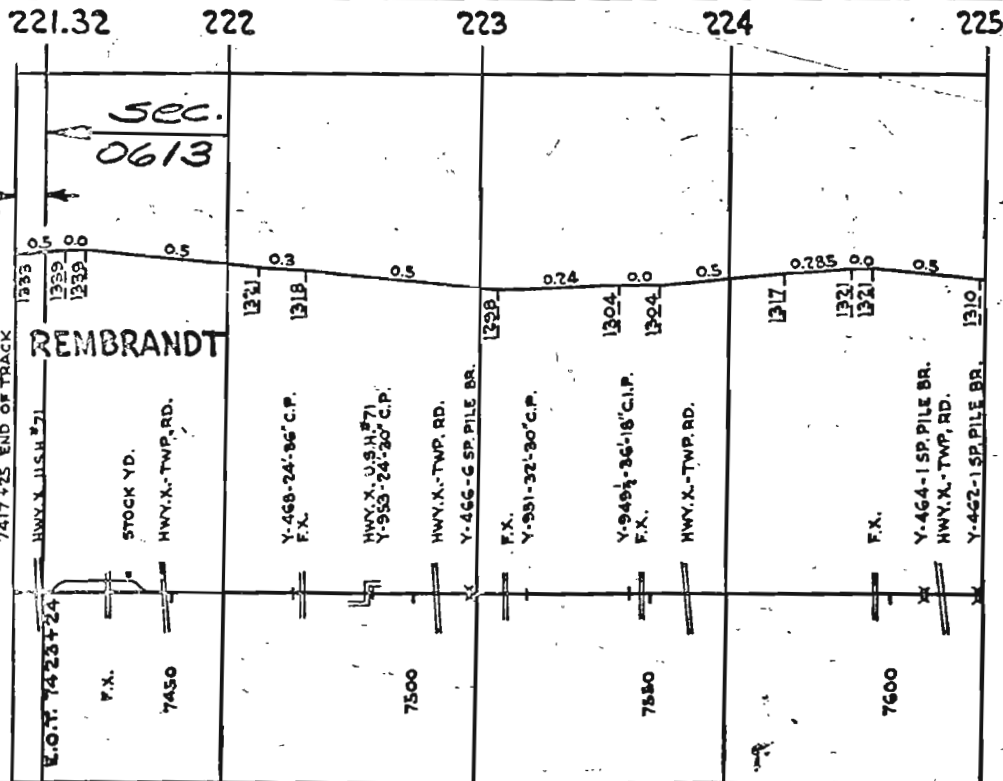 221.32 222 223 224 225
SEC.
0613
0.5 0.0 0.5 0.3 0.5 0.24 0.0 0.5 0.285 0.0 0.5
1333 1339 1339 1321 1318 1298 1304 1304 1317 1321 1321 1310
REMBRANDT
7417+25 END OF TRACK
HWY. X U.S.H #71
STOCK YD.
HWY. X.-TWP. RD.
Y-468-24'-36" C.P.
F.X.
HWY. X. U.S.H. #71
Y-953-24'-30" C.P.
HWY. X.-TWP. RD.
Y-466-6 SP. PILE BR.
F.X.
Y-951-32'-30" C.P.
Y-949½-36'-18" C.I.P.
F.X.
HWY. X.-TWP. RD.
F.X.
Y-464-1 SP. PILE BR.
HWY. X.-TWP. RD.
Y-462-1 SP. PILE BR.
E.O.T. 7423+24
F.X.
7450
7500
7550
7600